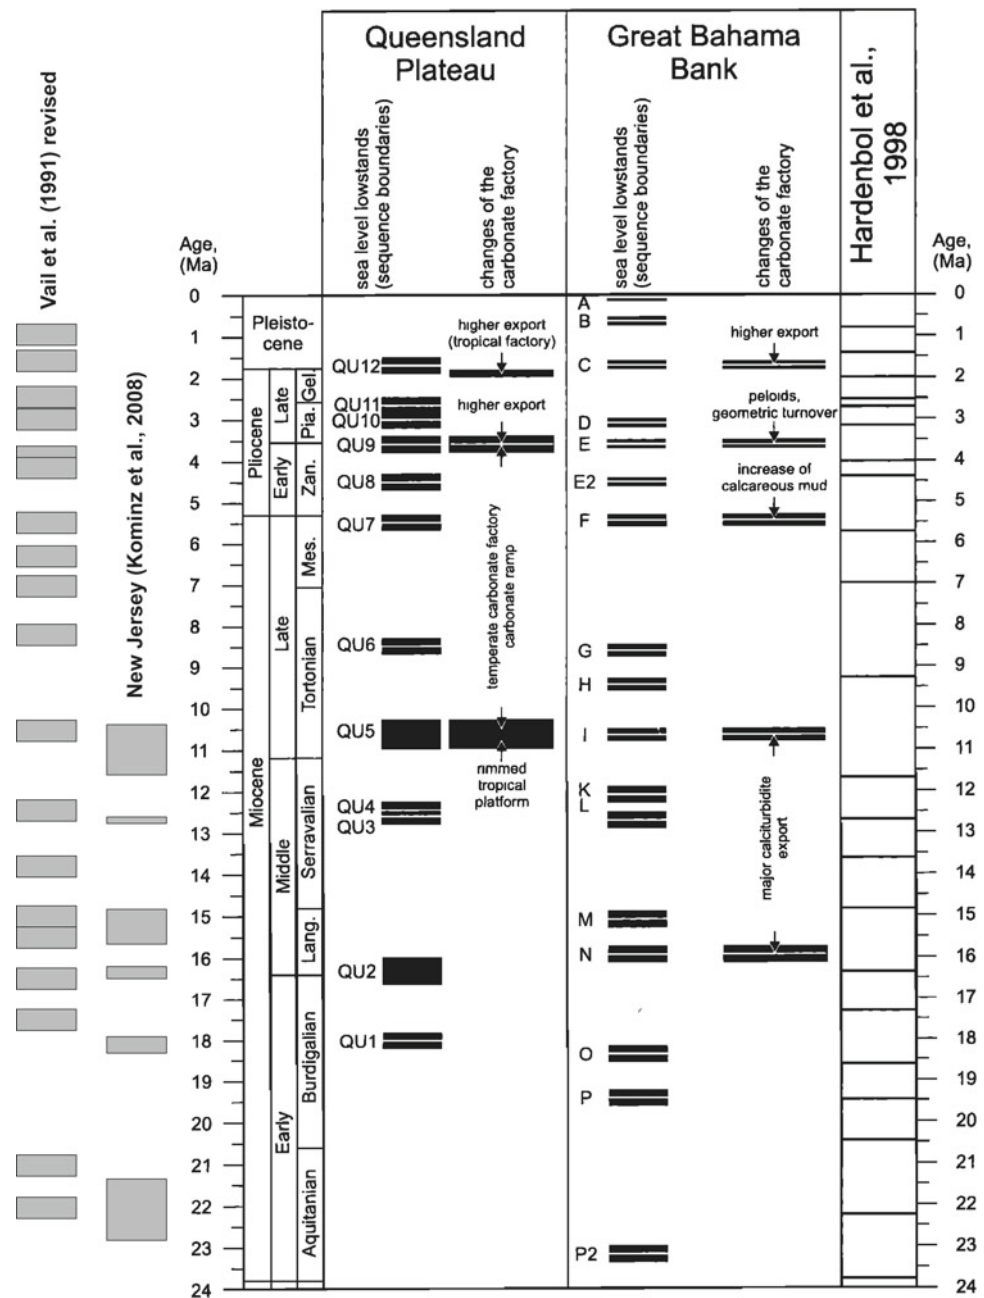 Queensland
Plateau
Great Bahama
Bank
Hardenbol et al.,
1998
Vail et al. (1991) revised
New Jersey (Kominz et al., 2008)
Age,
(Ma)
sea level lowstands
(sequence boundaries)
changes of the
carbonate factory
sea level lowstands
(sequence boundaries)
changes of the
carbonate factory
Age,
(Ma)
0
1
2
3
4
5
6
7
8
9
10
11
12
13
14
15
16
17
18
19
20
21
22
23
24
Pleisto-
cene
Pliocene
Miocene
Late
Early
Late
Middle
Early
Gel.
Pia.
Zan.
Mes.
Tortonian
Serravalian
Lang.
Burdigalian
Aquitanian
QU12
QU11
QU10
QU9
QU8
QU7
QU6
QU5
QU4
QU3
QU2
QU1
higher export
(tropical factory)
higher export
temperate carbonate factory
carbonate ramp
rimmed
tropical
platform
A
B
C
D
E
E2
F
G
H
I
K
L
M
N
O
P
P2
higher export
peloids,
geometric turnover
increase of
calcareous mud
major calciturbidite
export
0
1
2
3
4
5
6
7
8
9
10
11
12
13
14
15
16
17
18
19
20
21
22
23
24